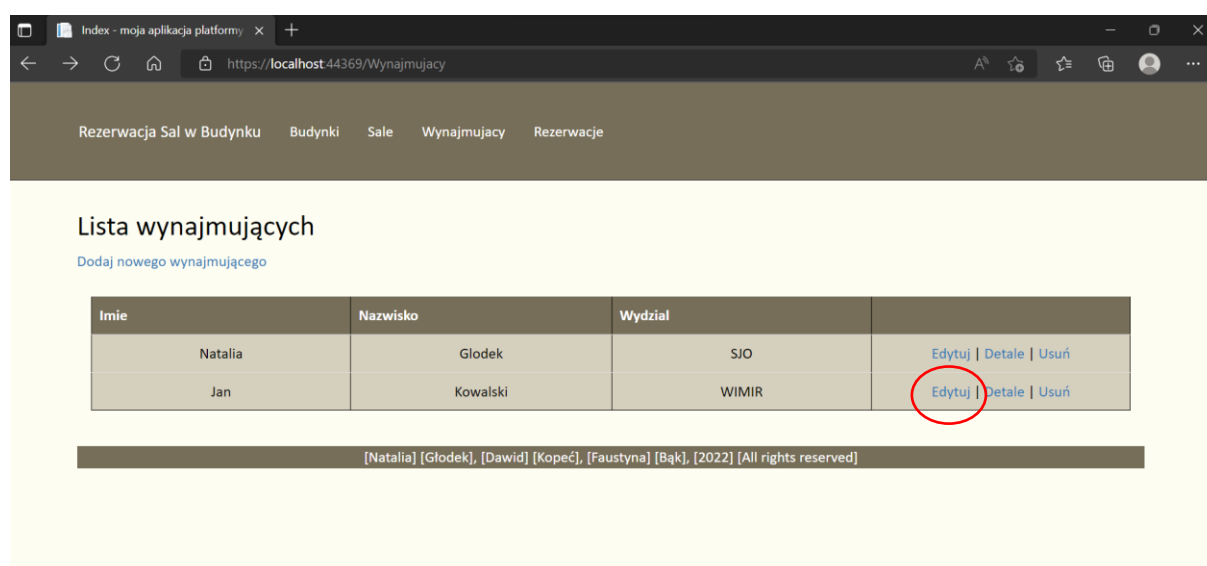 Index - moja aplikacja platformy
https://localhost:44369/Wynajmujacy
Rezerwacja Sal w Budynku Budynki Sale Wynajmujacy Rezerwacje
Lista wynajmujących
Dodaj nowego wynajmującego
Imie Nazwisko Wydzial
Natalia Glodek SJO Edytuj | Detale | Usuń
Jan Kowalski WIMIR Edytuj | Detale | Usuń
[Natalia] [Głodek], [Dawid] [Kopeć], [Faustyna] [Bąk], [2022] [All rights reserved]